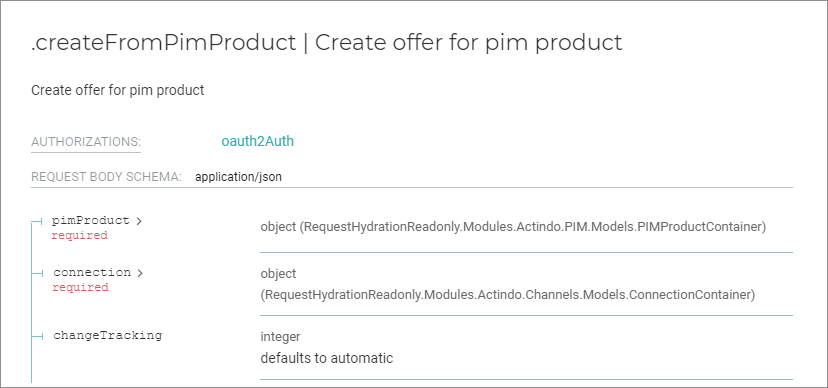 .createFromPimProduct | Create offer for pim product
Create offer for pim product
AUTHORIZATIONS: oauth2Auth
REQUEST BODY SCHEMA: application/json
pimProduct > object (RequestHydrationReadonly.Modules.Actindo.PIM.Models.PIMProductContainer)
required
connection > object
required (RequestHydrationReadonly.Modules.Actindo.Channels.Models.ConnectionContainer)
changeTracking integer
defaults to automatic